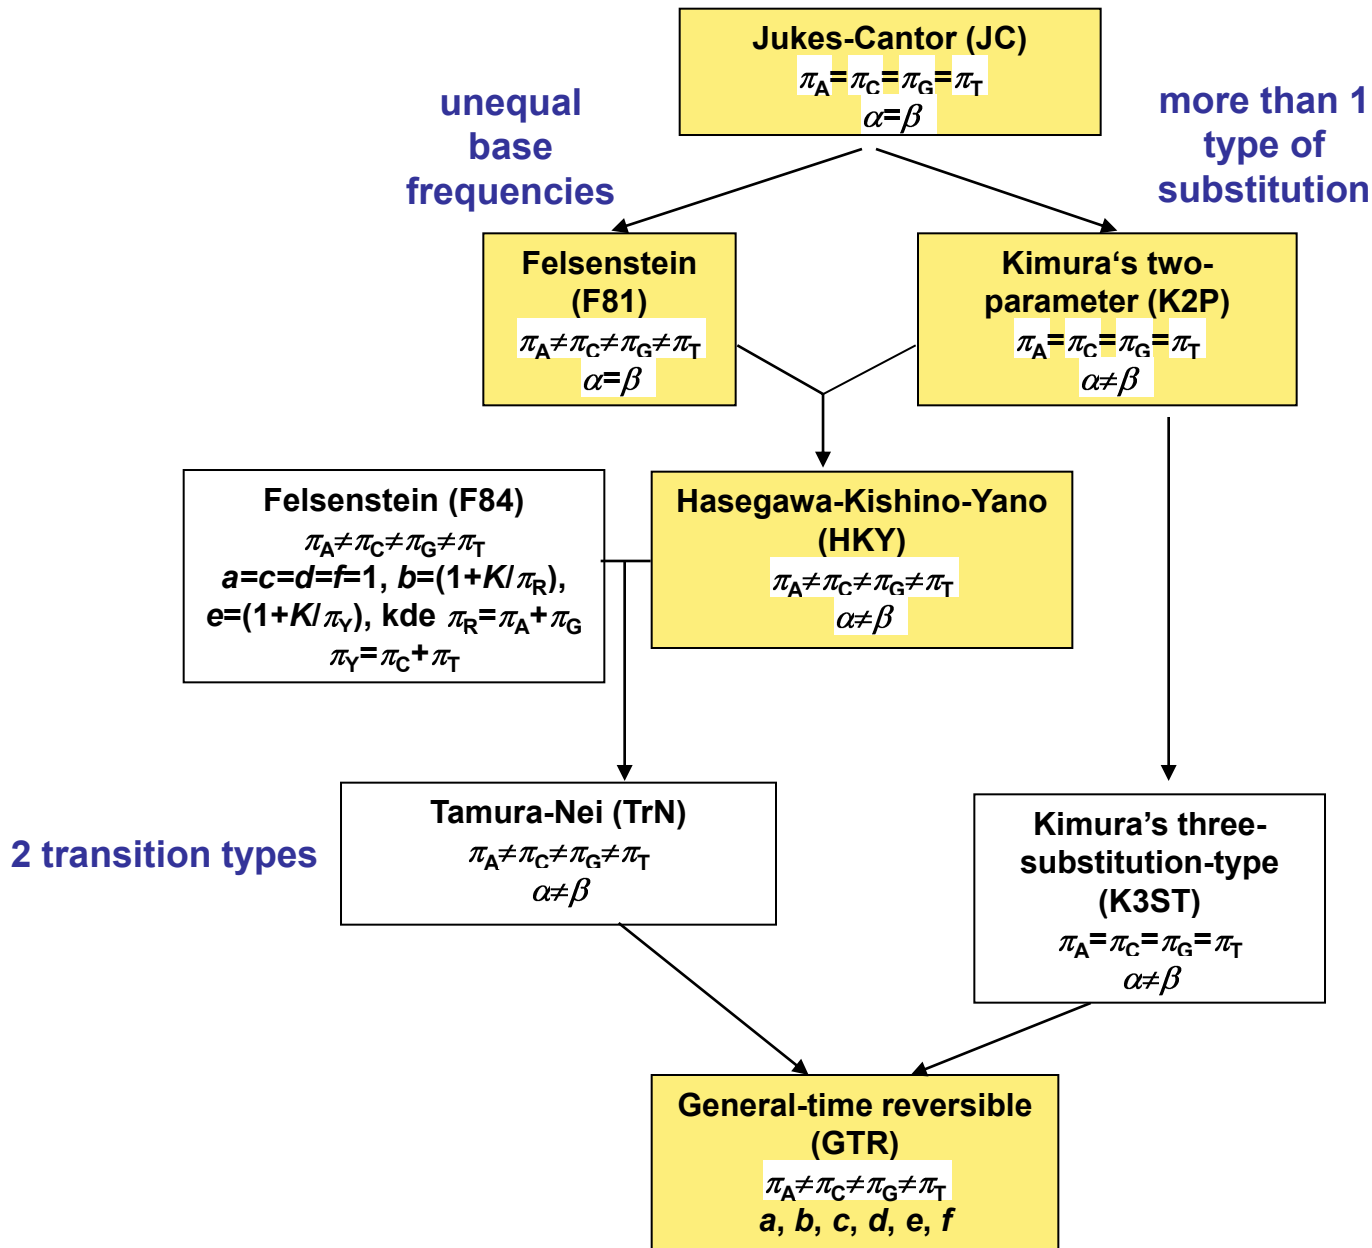 Jukes-Cantor (JC)
πA=πC=πG=πT
α=β
unequal
base
frequencies
more than 1
type of
substitution
Felsenstein
(F81)
πA≠πC≠πG≠πT
α=β
Kimura‘s two-
parameter (K2P)
πA=πC=πG=πT
α≠β
Felsenstein (F84)
πA≠πC≠πG≠πT
a=c=d=f=1, b=(1+K/πR),
e=(1+K/πY), kde πR=πA+πG
πY=πC+πT
Hasegawa-Kishino-Yano
(HKY)
πA≠πC≠πG≠πT
α≠β
2 transition types
Tamura-Nei (TrN)
πA≠πC≠πG≠πT
α≠β
Kimura’s three-
substitution-type
(K3ST)
πA=πC=πG=πT
α≠β
General-time reversible
(GTR)
πA≠πC≠πG≠πT
a, b, c, d, e, f